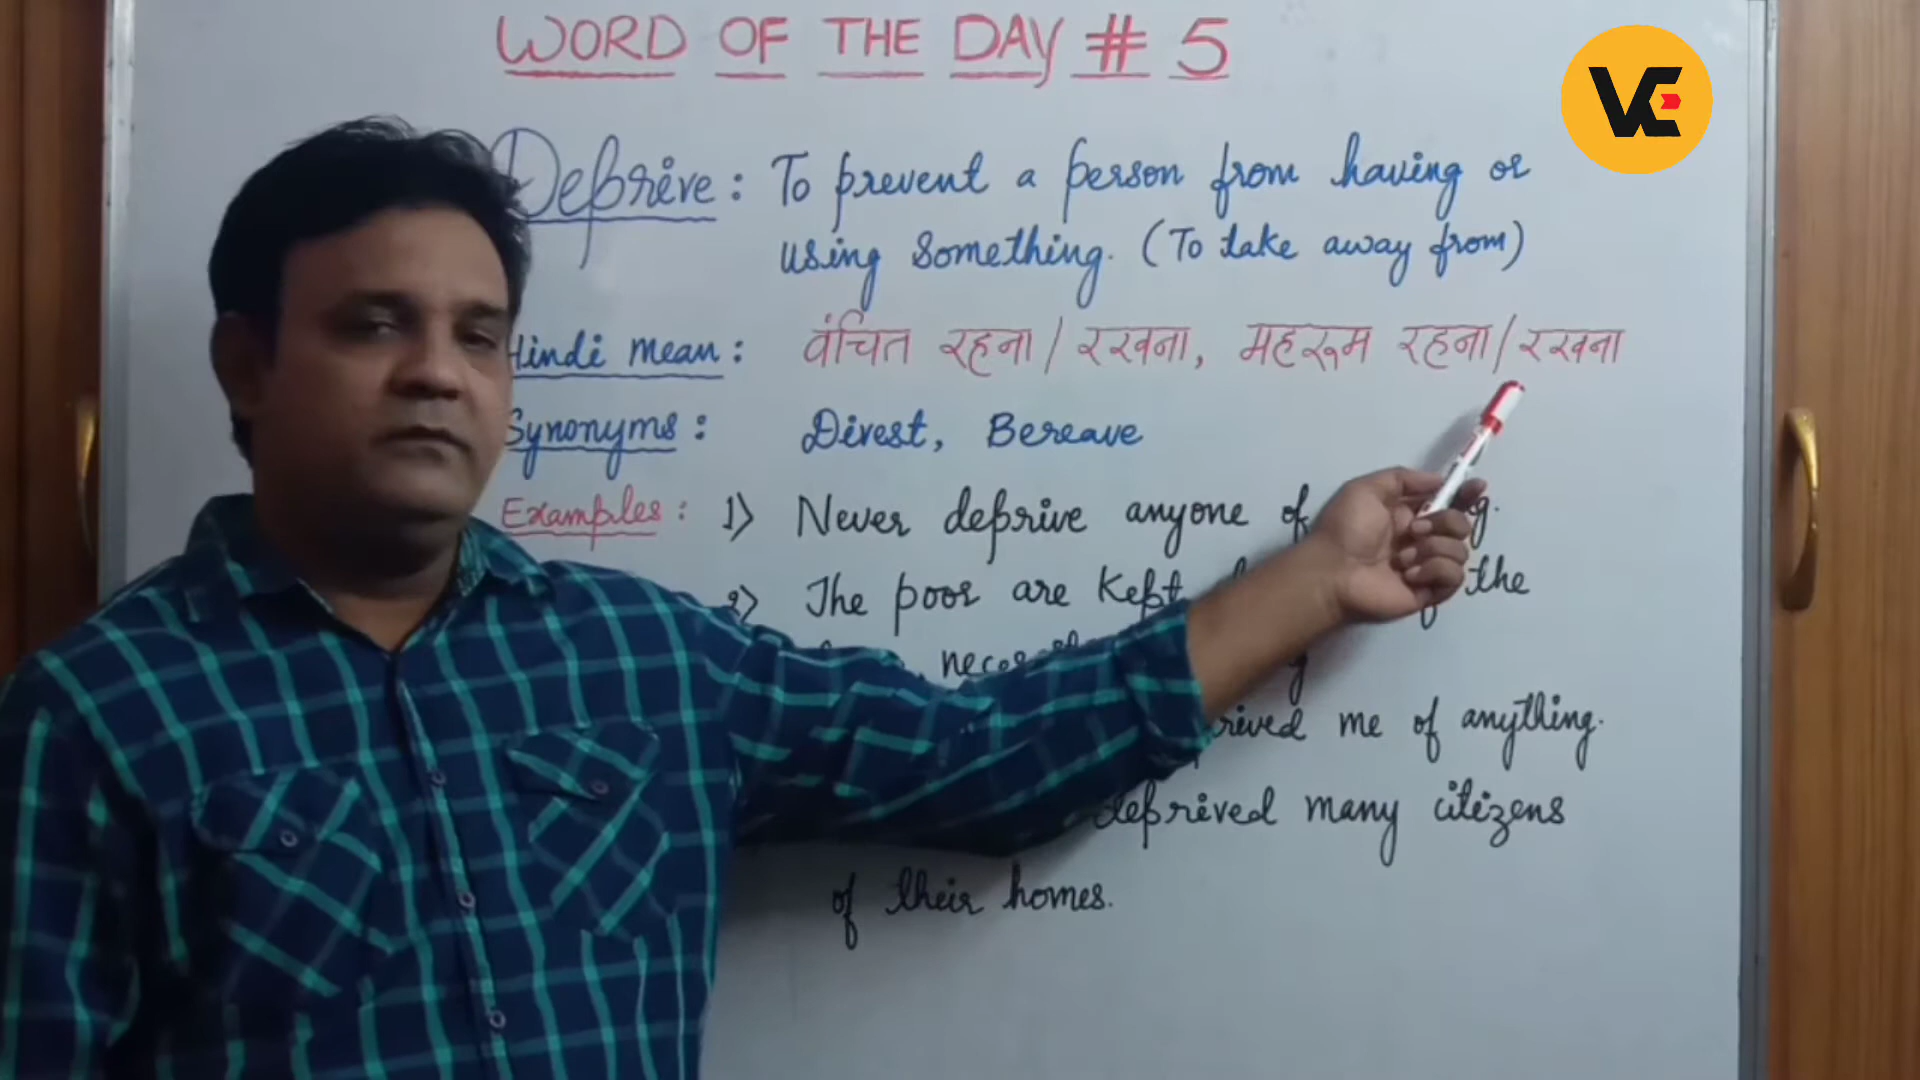 WORD OF THE DAY # 5
VE
Deprive: To prevent a person from having or
using something. (To take away from)
Hindi Mean: वंचित रहना/रखना, महरूम रहना/रखना
Synonyms: Divest, Bereave
Examples: 1) Never deprive anyone of
2) The poor are kept the
me of anything.
deprived many citizens
of their homes.